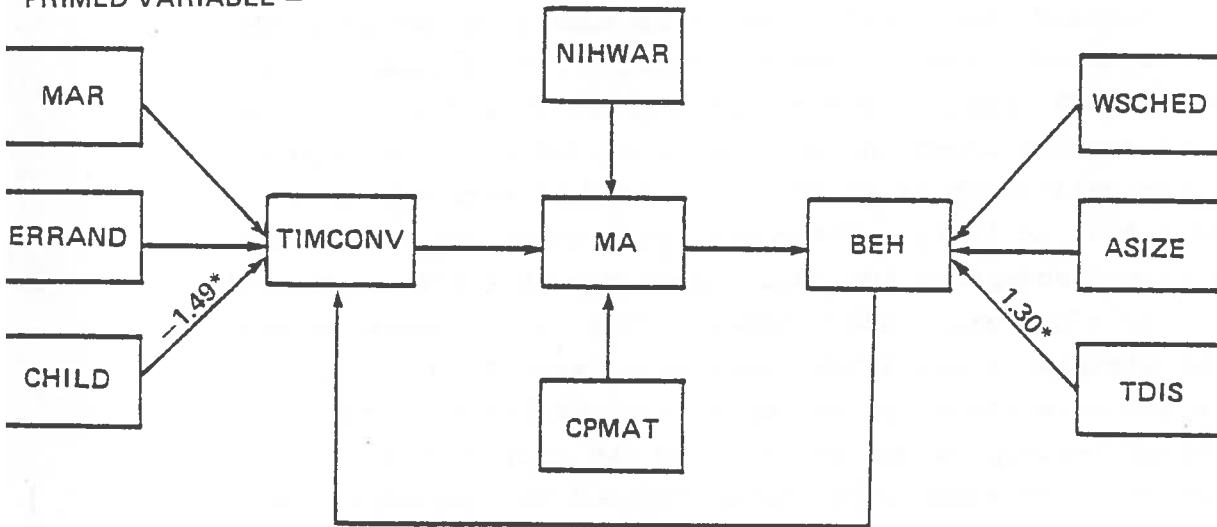 PRIMED VARIABLE =
NIHWAR
MAR
WSCHED
ERRAND
TIMCONV
MA
BEH
ASIZE
−1.49*
1.30*
CHILD
CPMAT
TDIS